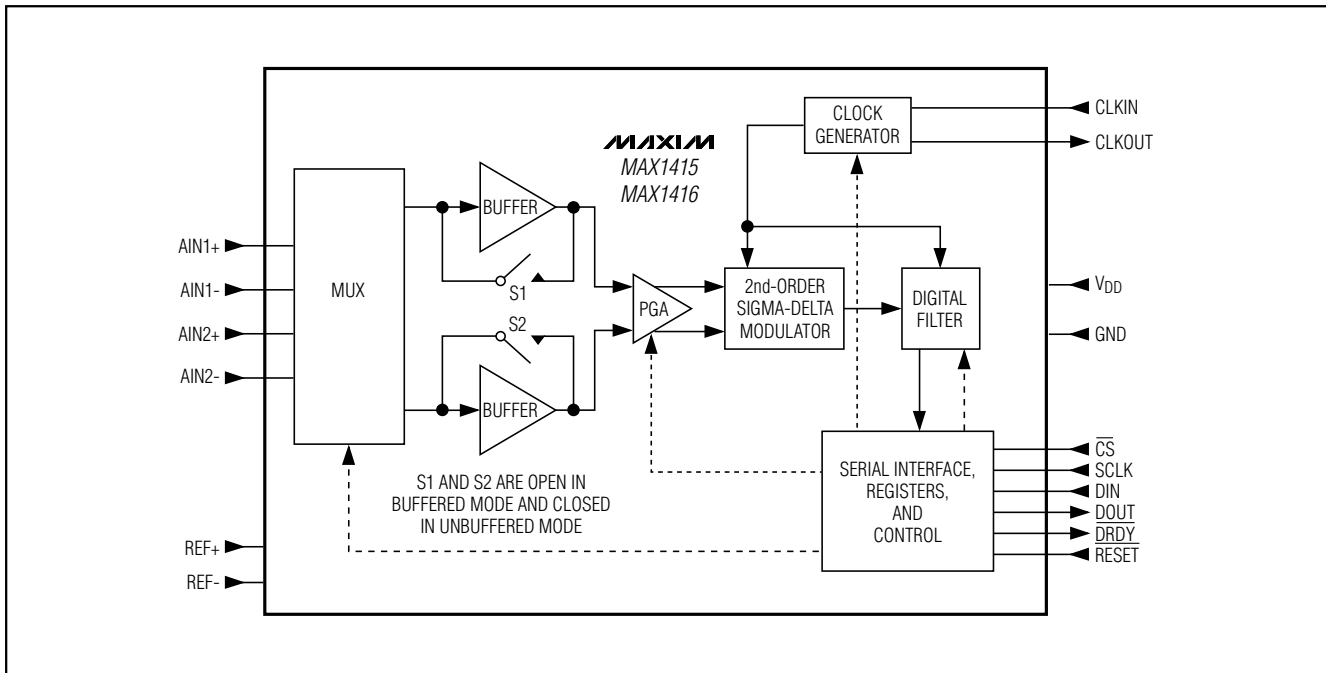 CLOCK
GENERATOR
CLKIN
CLKOUT
MAXIM
MAX1415
MAX1416
MUX
BUFFER
S1
S2
BUFFER
PGA
2nd-ORDER
SIGMA-DELTA
MODULATOR
DIGITAL
FILTER
AIN1+
AIN1-
AIN2+
AIN2-
VDD
GND
S1 AND S2 ARE OPEN IN
BUFFERED MODE AND CLOSED
IN UNBUFFERED MODE
SERIAL INTERFACE,
REGISTERS,
AND
CONTROL
CS
SCLK
DIN
DOUT
DRDY
RESET
REF+
REF-